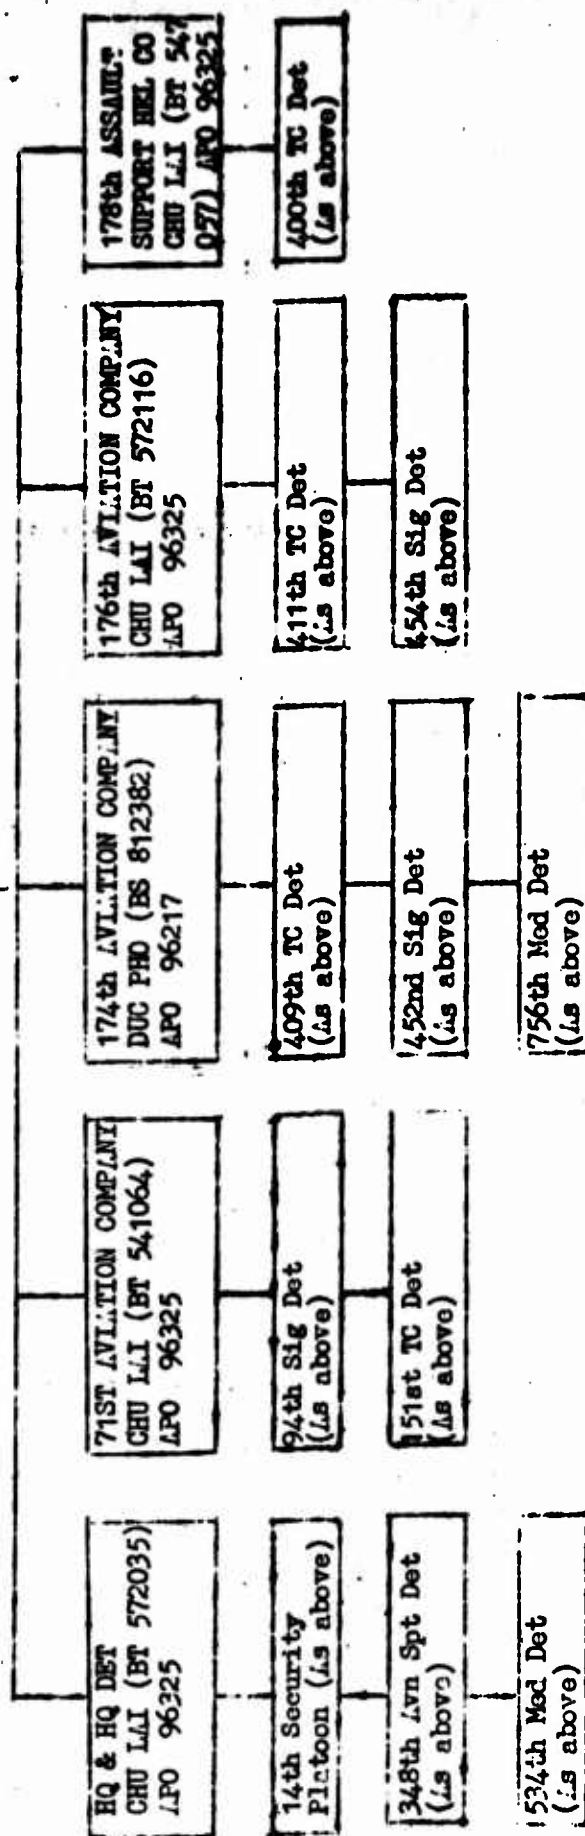 HQ & HQ DET
CHU LAI (BT 572035)
APO 96325
14th Security
Platoon (As above)
348th Avn Spt Det
(As above)
534th Med Det
(As above)
71ST AVIATION COMPANY
CHU LAI (BT 541064)
APO 96325
94th Sig Det
(As above)
151st TC Det
(As above)
174th AVIATION COMPANY
DUC PHO (BS 812382)
APO 96217
409th TC Det
(As above)
452nd Sig Det
(As above)
756th Med Det
(As above)
176th AVIATION COMPANY
CHU LAI (BT 572116)
APO 96325
411th TC Det
(As above)
454th Sig Det
(As above)
178th ASSAULT
SUPPORT HEL CO
CHU LAI (BT 547
057) APO 96325
400th TC Det
(As above)